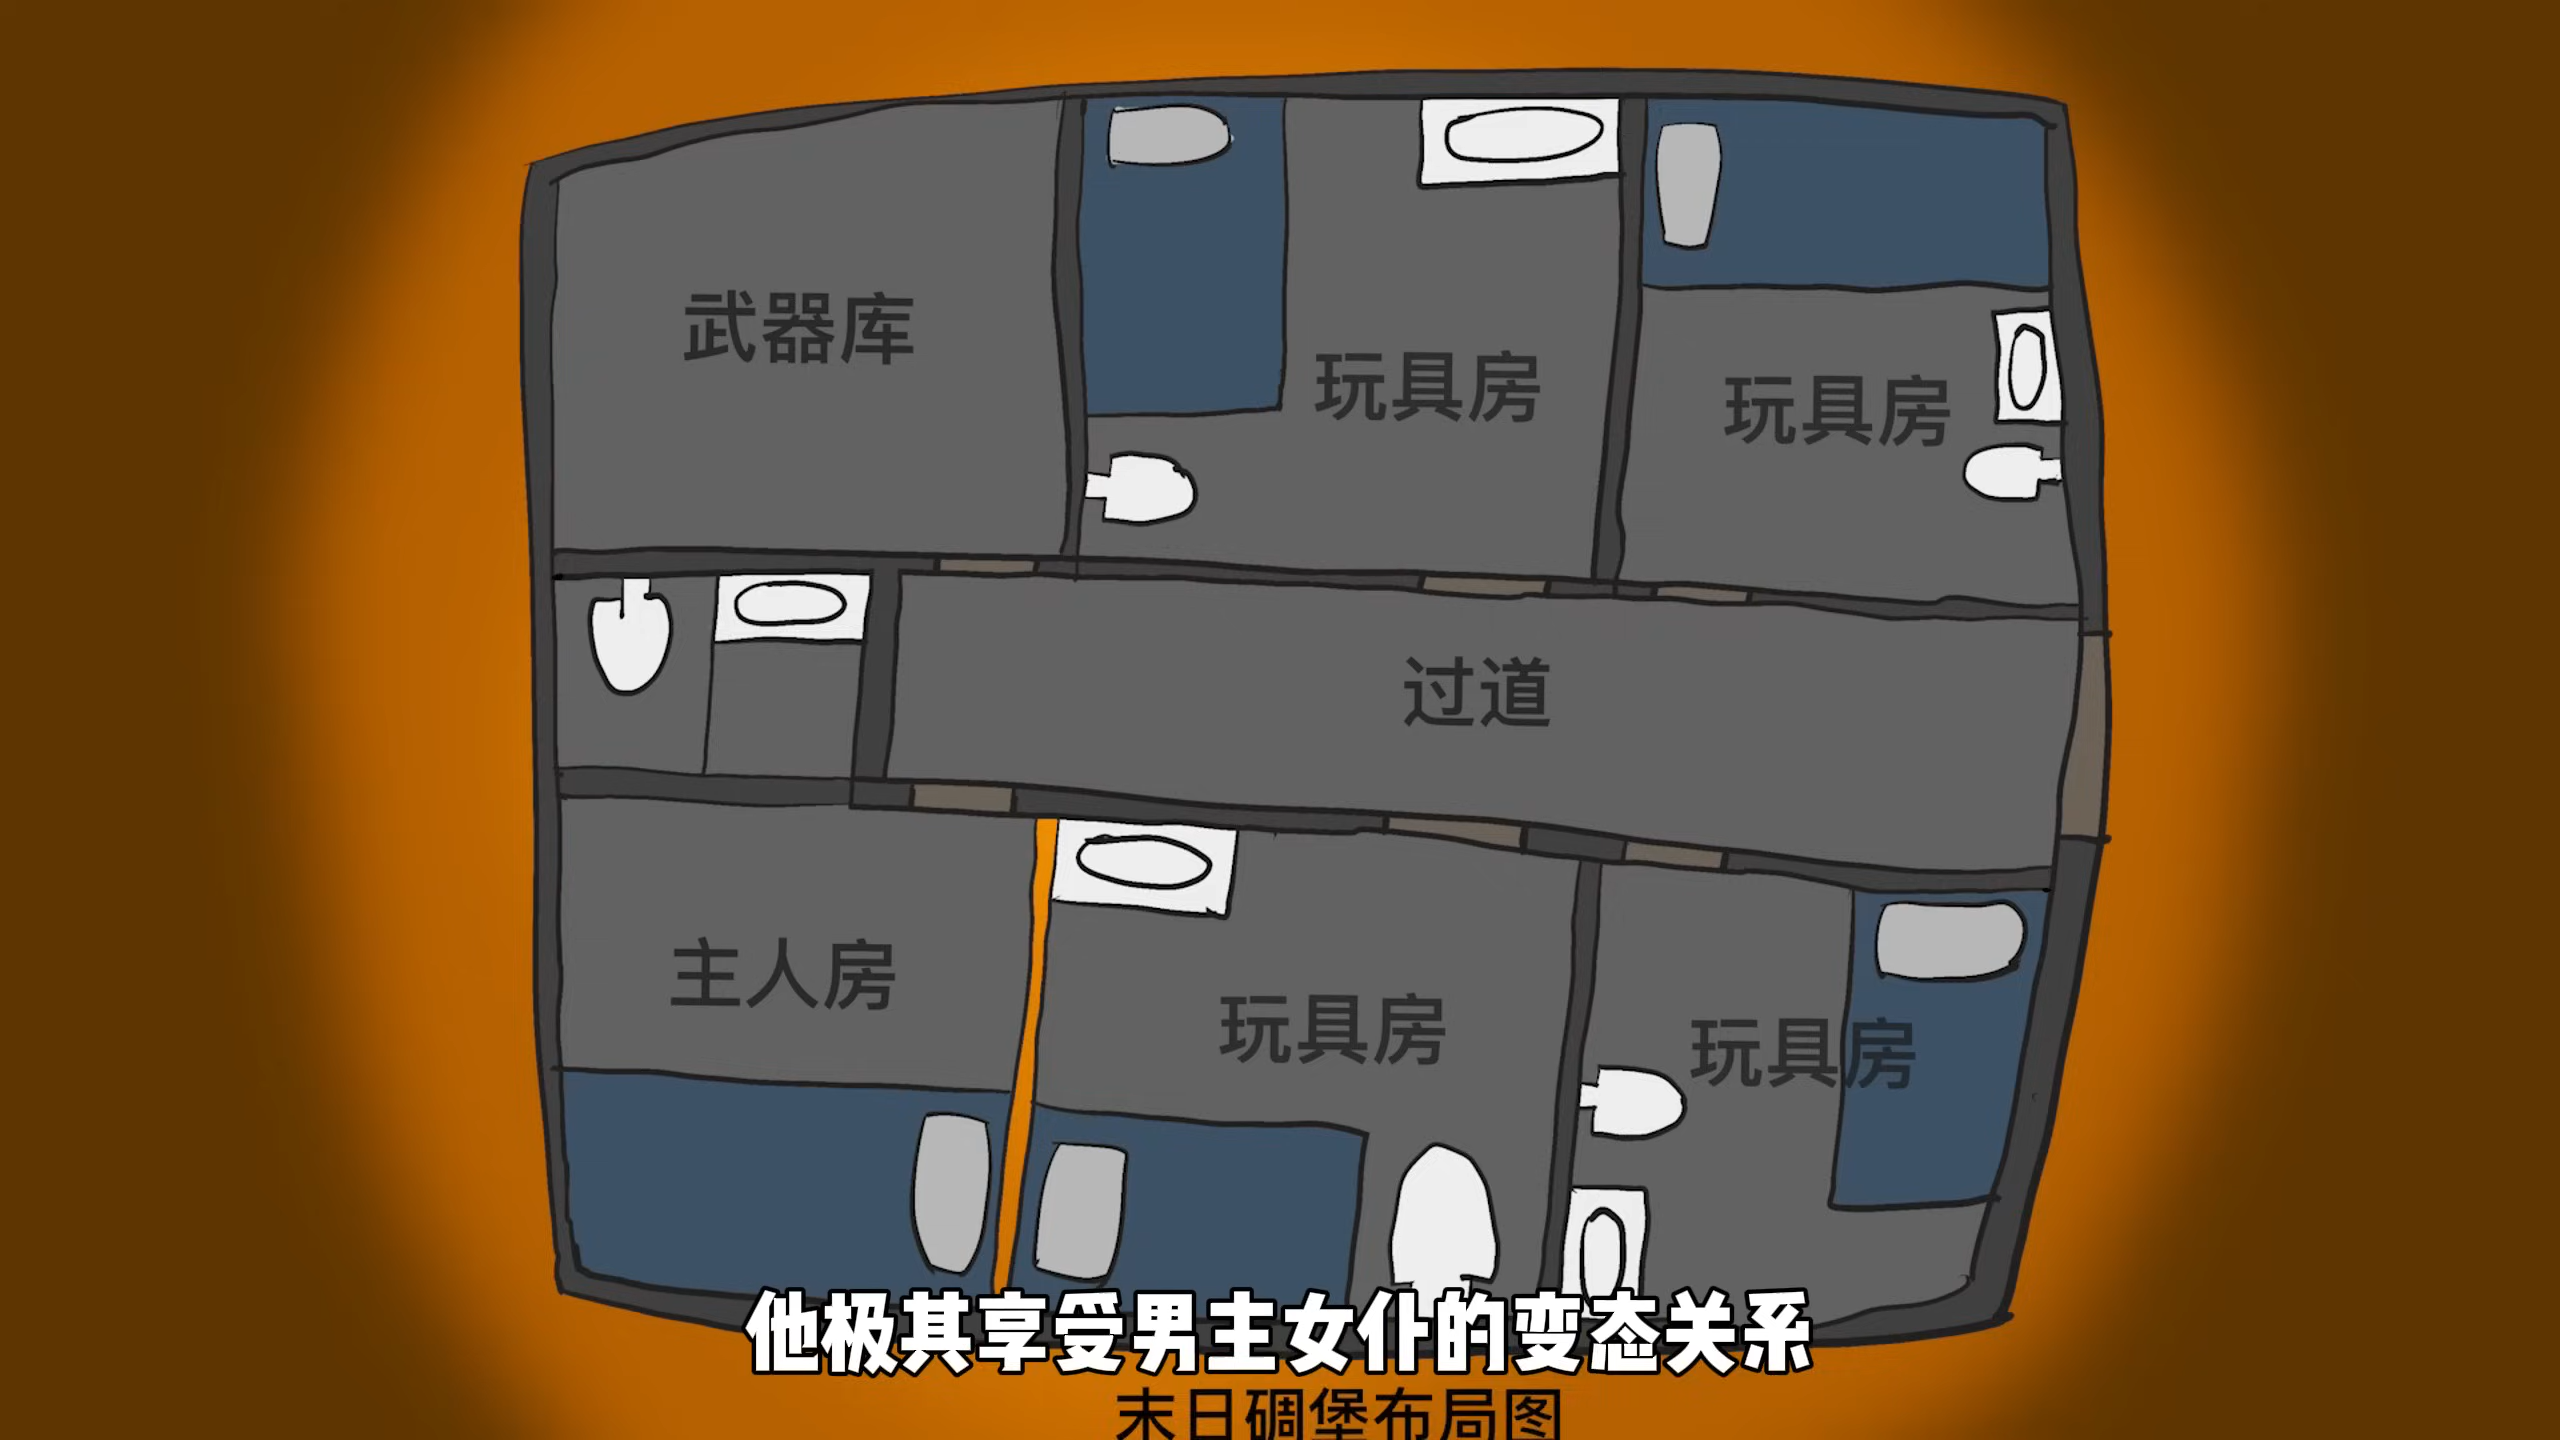 武器库
玩具房
玩具房
过道
主人房
玩具房
玩具房
他极其享受男主女仆的变态关系
末日碉堡布局图